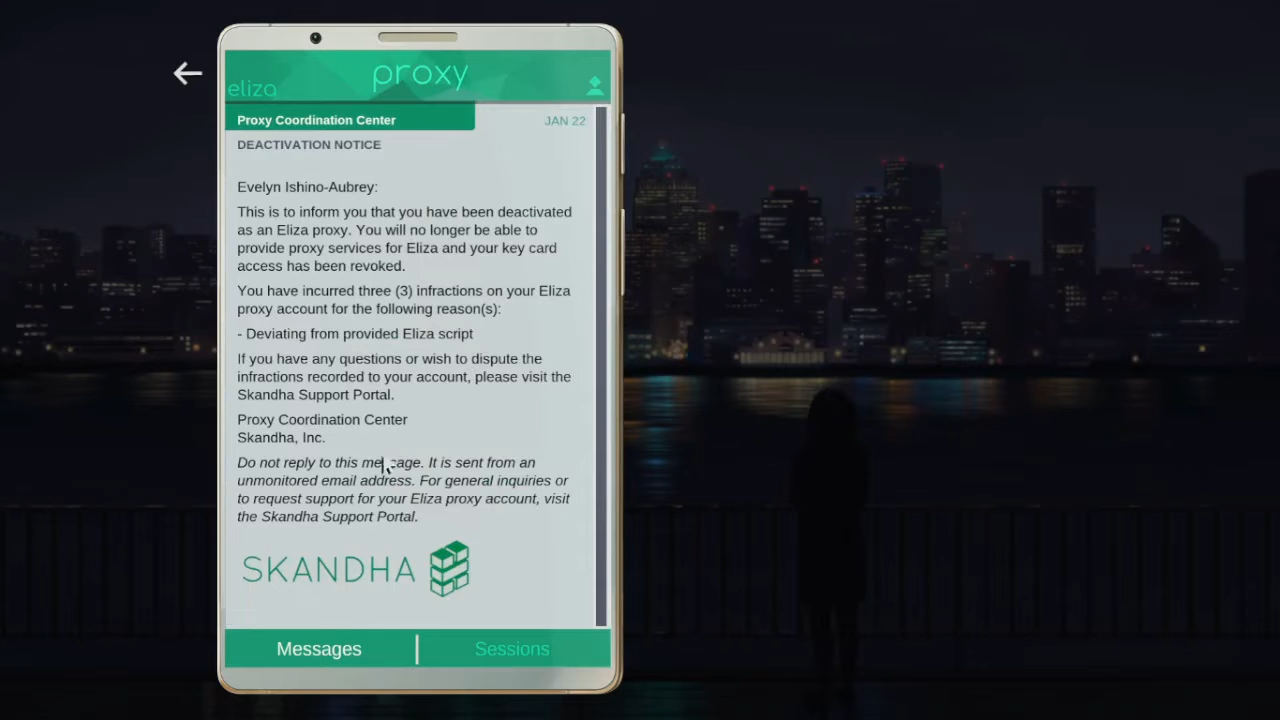 proxy
eliza
Proxy Coordination Center
JAN 22
DEACTIVATION NOTICE
Evelyn Ishino-Aubrey:
This is to inform you that you have been deactivated
as an Eliza proxy. You will no longer be able to
provide proxy services for Eliza and your key card
access has been revoked.
You have incurred three (3) infractions on your Eliza
proxy account for the following reason(s):
- Deviating from provided Eliza script
If you have any questions or wish to dispute the
infractions recorded to your account, please visit the
Skandha Support Portal.
Proxy Coordination Center
Skandha, Inc.
Do not reply to this message. It is sent from an
unmonitored email address. For general inquiries or
to request support for your Eliza proxy account, visit
the Skandha Support Portal.
SKANDHA
Messages
Sessions